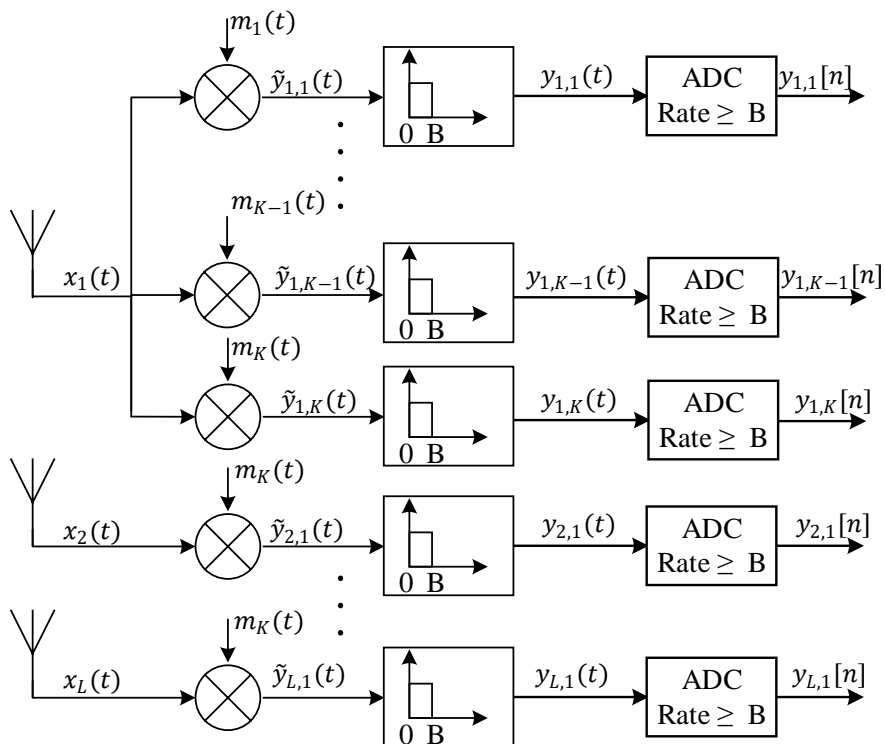 m_1(t)
ỹ_{1,1}(t)
0 B
y_{1,1}(t)
ADC
Rate ≥ B
y_{1,1}[n]
m_{K−1}(t)
x_1(t)
ỹ_{1,K−1}(t)
0 B
y_{1,K−1}(t)
ADC
Rate ≥ B
y_{1,K−1}[n]
m_K(t)
ỹ_{1,K}(t)
0 B
y_{1,K}(t)
ADC
Rate ≥ B
y_{1,K}[n]
m_K(t)
x_2(t)
ỹ_{2,1}(t)
0 B
y_{2,1}(t)
ADC
Rate ≥ B
y_{2,1}[n]
m_K(t)
x_L(t)
ỹ_{L,1}(t)
0 B
y_{L,1}(t)
ADC
Rate ≥ B
y_{L,1}[n]